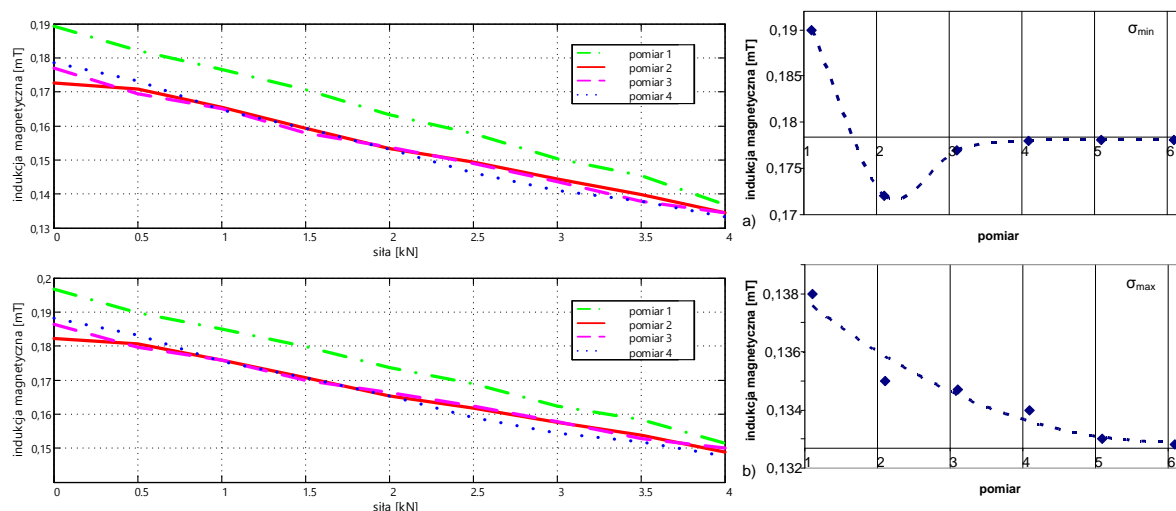 0,19
0,18
0,17
0,16
0,15
0,14
0,13
indukcja magnetyczna [mT]
0 0.5 1 1.5 2 2.5 3 3.5 4
siła [kN]
pomiar 1
pomiar 2
pomiar 3
pomiar 4
0,19
0,185
0,18
0,175
0,17
indukcja magnetyczna [mT]
σmin
1 2 3 4 5 6
a)
pomiar
0,2
0,19
0,18
0,17
0,16
0,15
indukcja magnetyczna [mT]
0 0.5 1 1.5 2 2.5 3 3.5 4
siła [kN]
pomiar 1
pomiar 2
pomiar 3
pomiar 4
0,138
0,136
0,134
0,132
indukcja magnetyczna [mT]
σmax
1 2 3 4 5 6
b)
pomiar